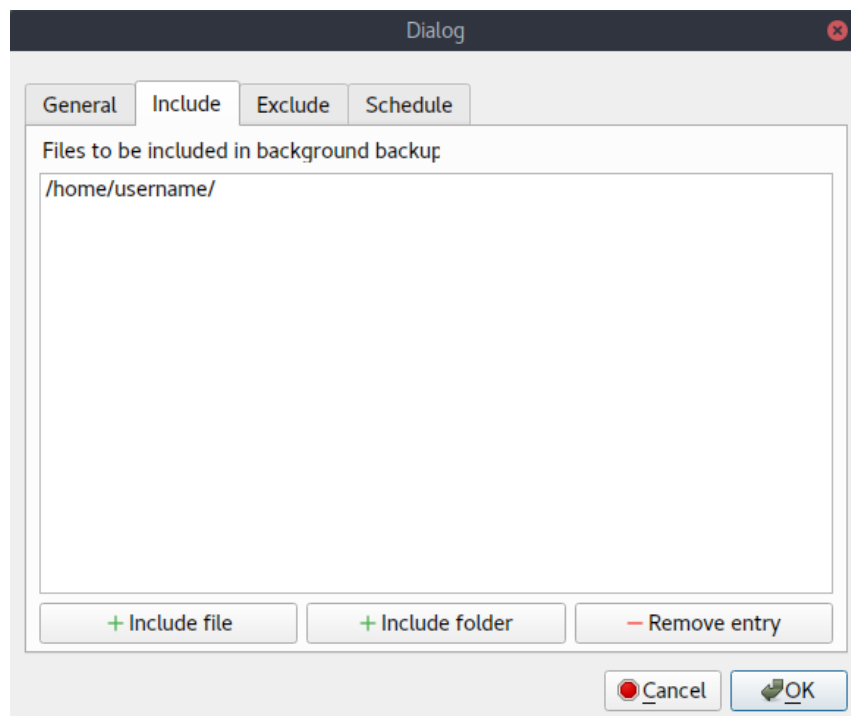 Dialog
General Include Exclude Schedule
Files to be included in background backup
/home/username/
+ Include file + Include folder − Remove entry
Cancel OK